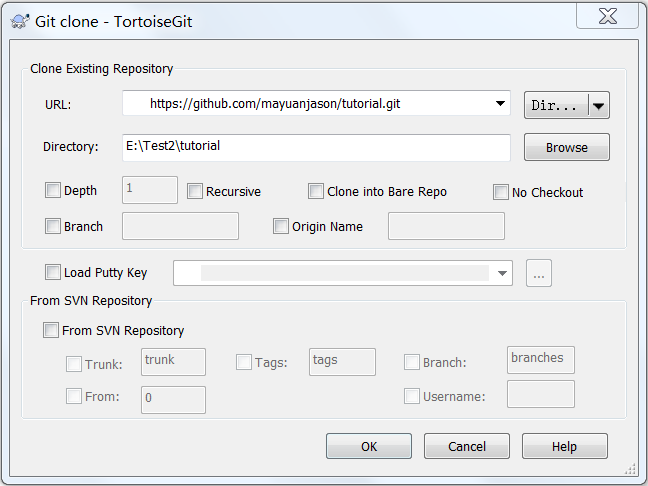 Git clone - TortoiseGit
Clone Existing Repository
URL: https://github.com/mayuanjason/tutorial.git Dir...
Directory: E:\Test2\tutorial Browse
Depth 1 Recursive Clone into Bare Repo No Checkout
Branch Origin Name
Load Putty Key ...
From SVN Repository
From SVN Repository
Trunk: trunk Tags: tags Branch: branches
From: 0 Username:
OK Cancel Help